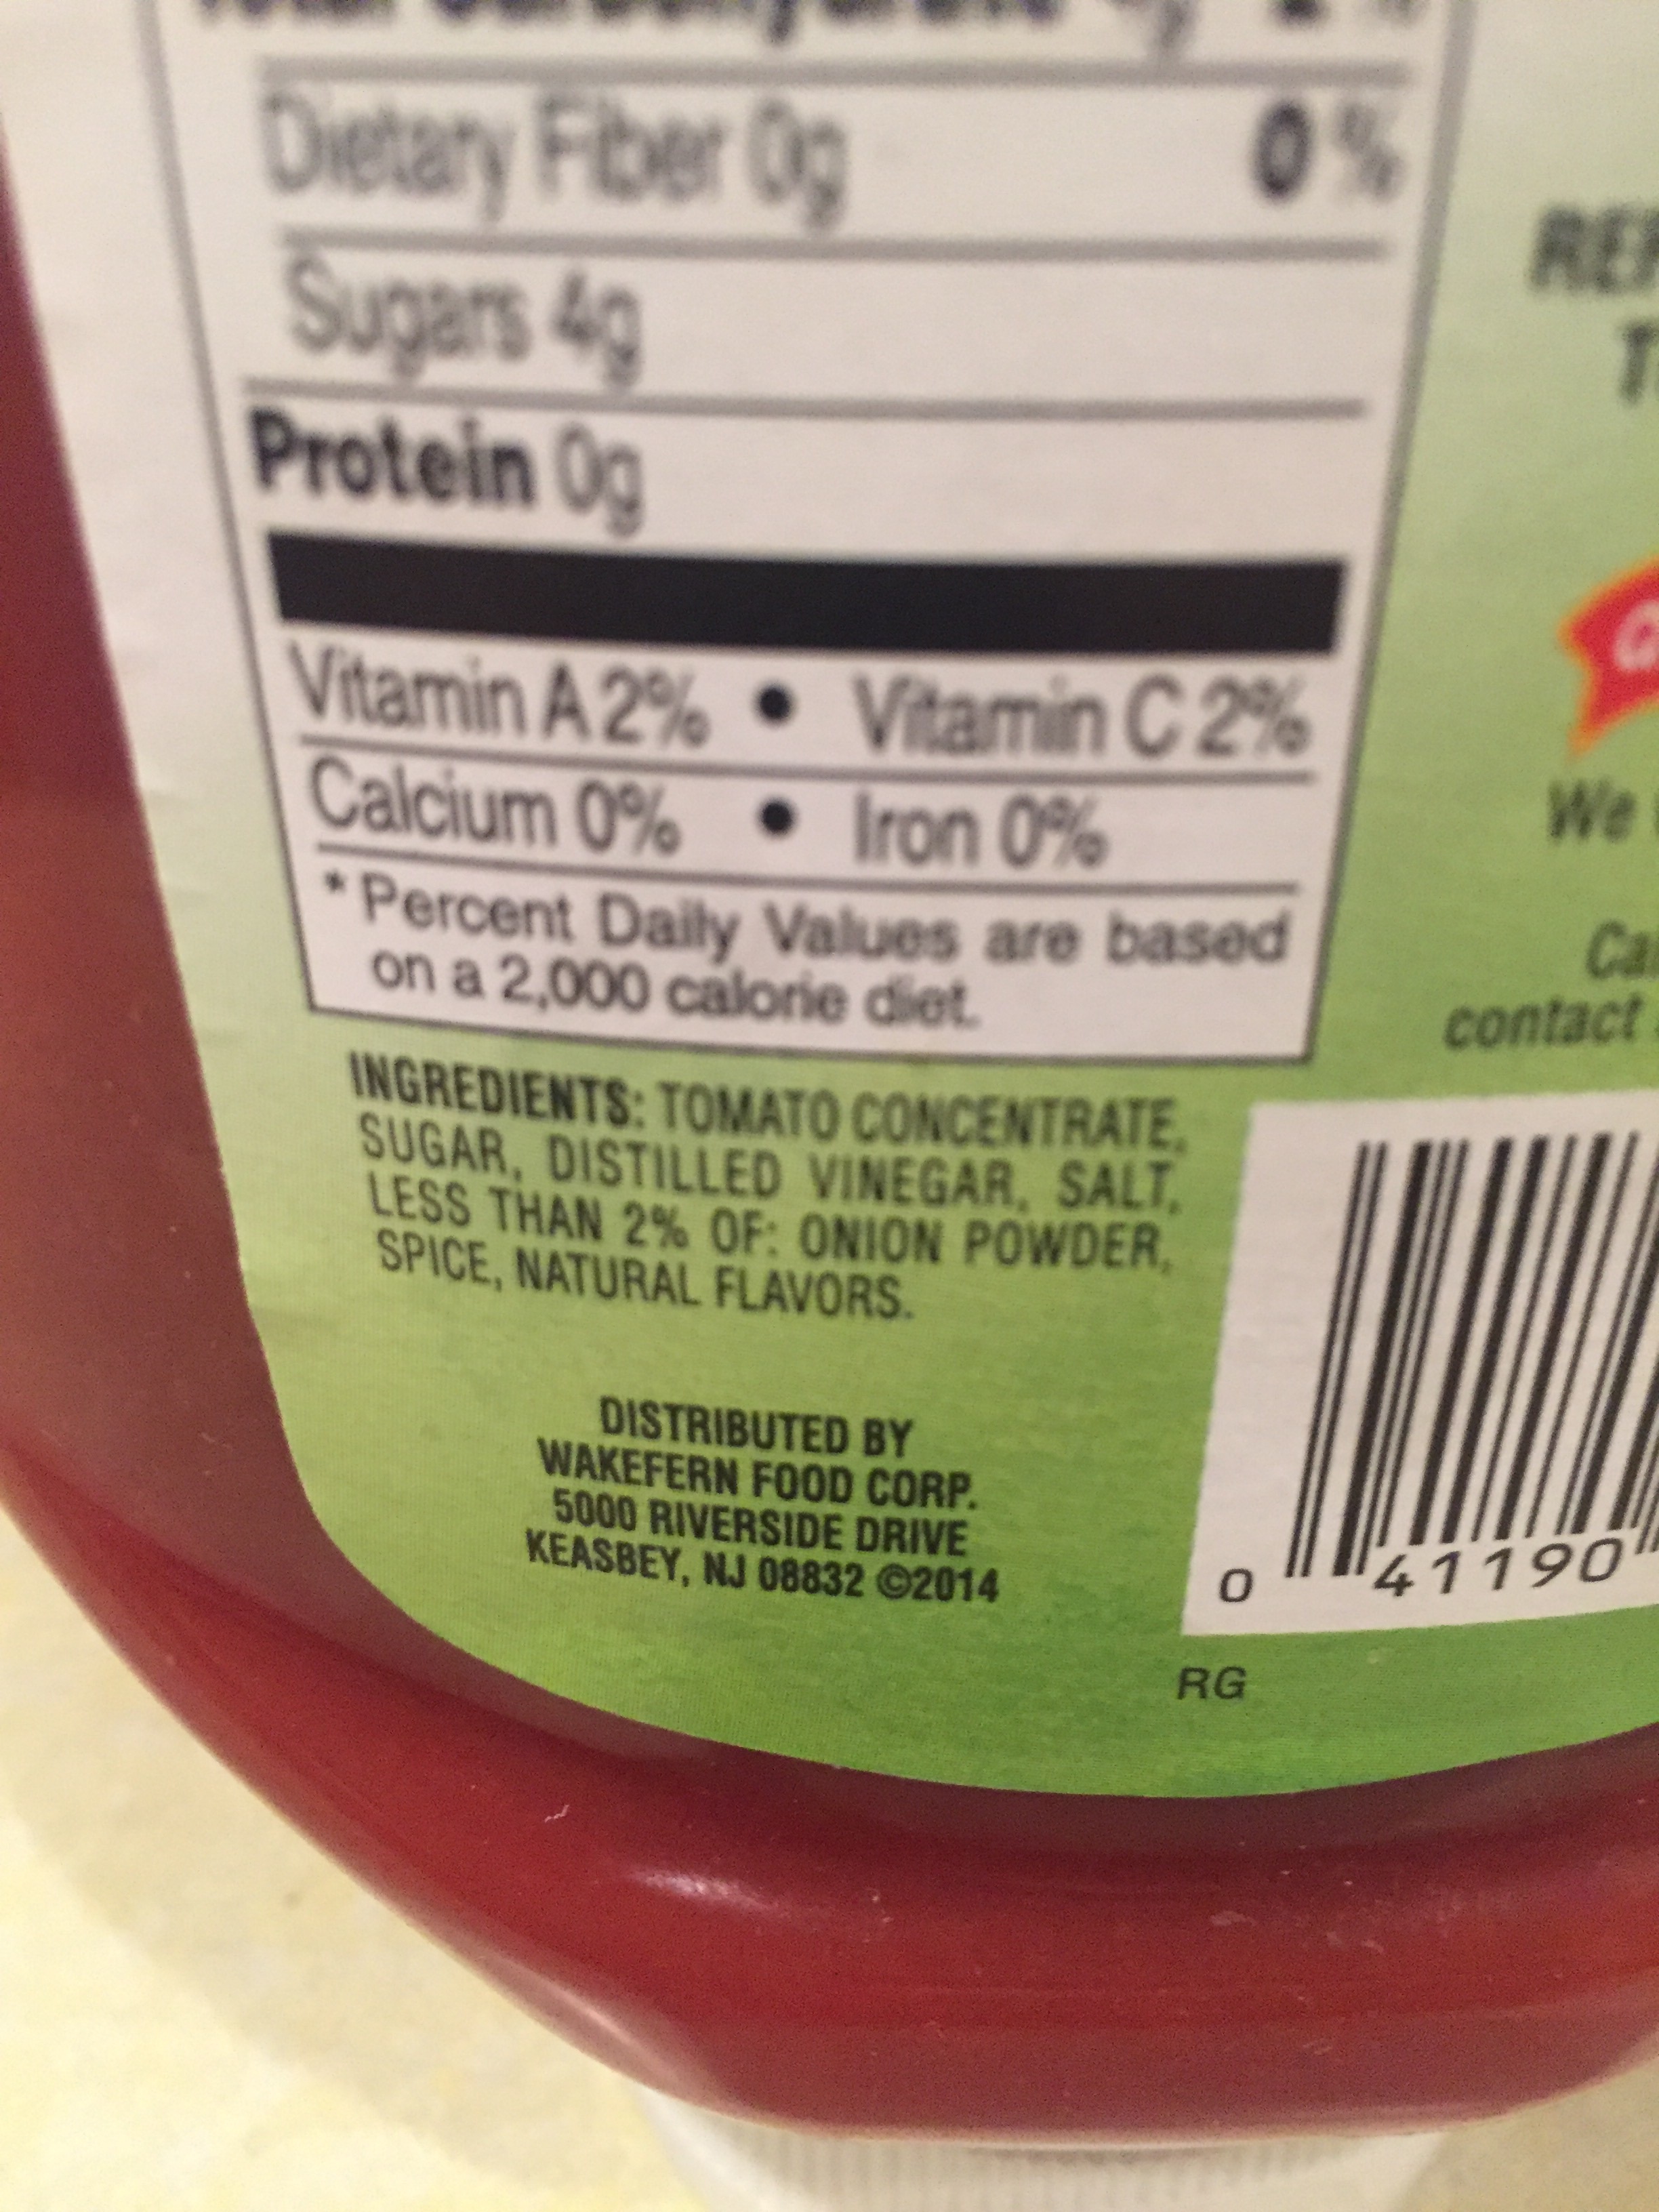 Total Carbohydrate
Dietary Fiber 0g 0%
Sugars 4g
Protein 0g
Vitamin A 2% • Vitamin C 2%
Calcium 0% • Iron 0%
* Percent Daily Values are based
on a 2,000 calorie diet.
INGREDIENTS: TOMATO CONCENTRATE,
SUGAR, DISTILLED VINEGAR, SALT,
LESS THAN 2% OF: ONION POWDER,
SPICE, NATURAL FLAVORS.
DISTRIBUTED BY
WAKEFERN FOOD CORP.
5000 RIVERSIDE DRIVE
KEASBEY, NJ 08832 ©2014
We
contact
0 41190
RG